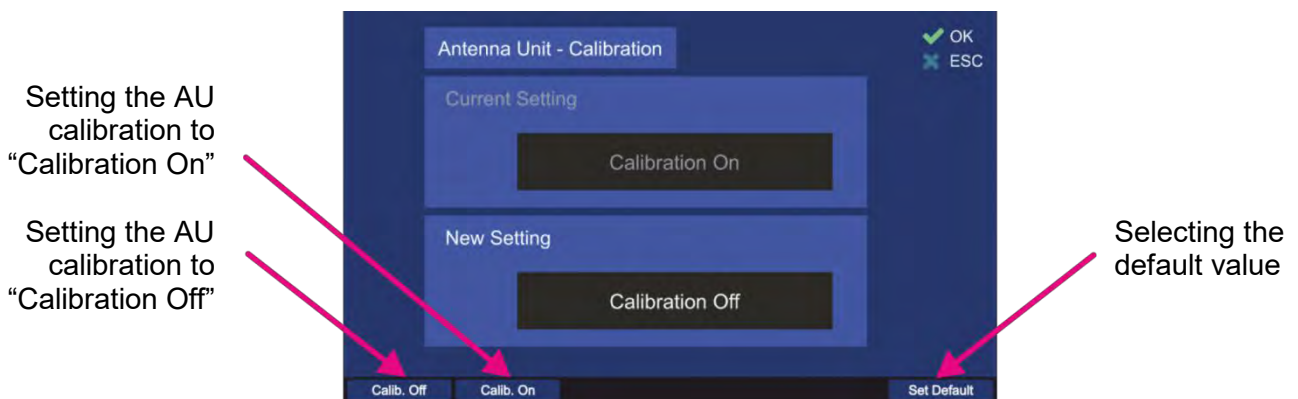 Setting the AU
calibration to
“Calibration On”
Setting the AU
calibration to
“Calibration Off”
Antenna Unit - Calibration
OK
ESC
Current Setting
Calibration On
New Setting
Calibration Off
Calib. Off
Calib. On
Set Default
Selecting the
default value